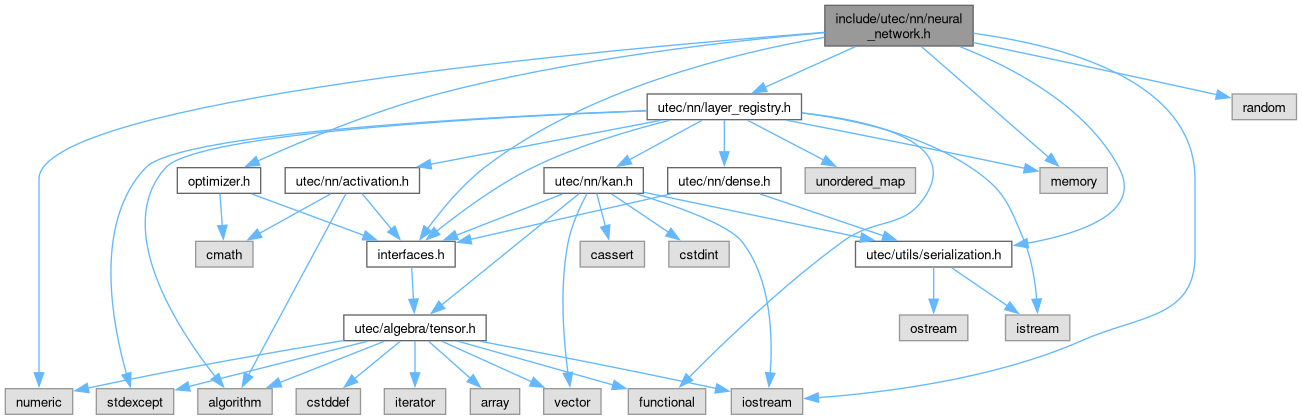 include/utec/nn/neural
_network.h
utec/nn/layer_registry.h
random
optimizer.h
utec/nn/activation.h
utec/nn/kan.h
utec/nn/dense.h
unordered_map
memory
cmath
interfaces.h
cassert
cstdint
utec/utils/serialization.h
utec/algebra/tensor.h
ostream
istream
numeric
stdexcept
algorithm
cstddef
iterator
array
vector
functional
iostream